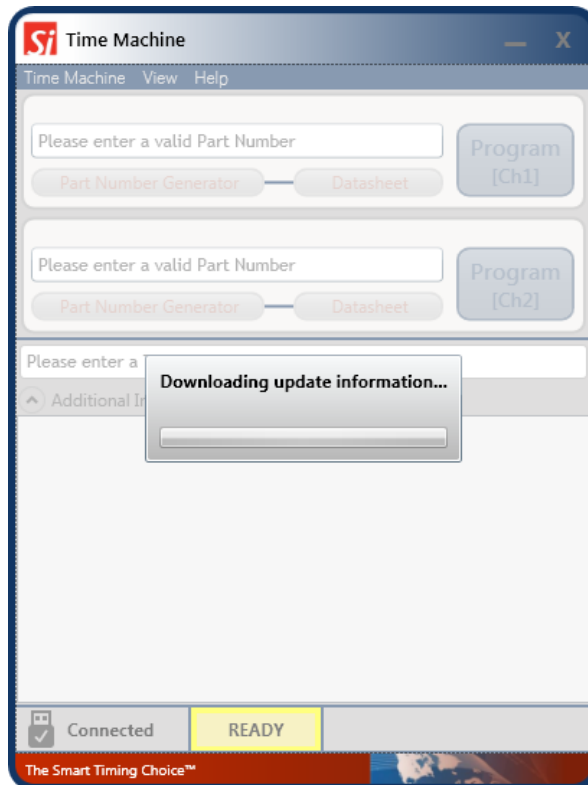 Si Time Machine
Time Machine View Help
Please enter a valid Part Number
Program
[Ch1]
Part Number Generator
Datasheet
Please enter a valid Part Number
Program
[Ch2]
Part Number Generator
Datasheet
Please enter a
Downloading update information...
Additional
Connected
READY
The Smart Timing Choice™